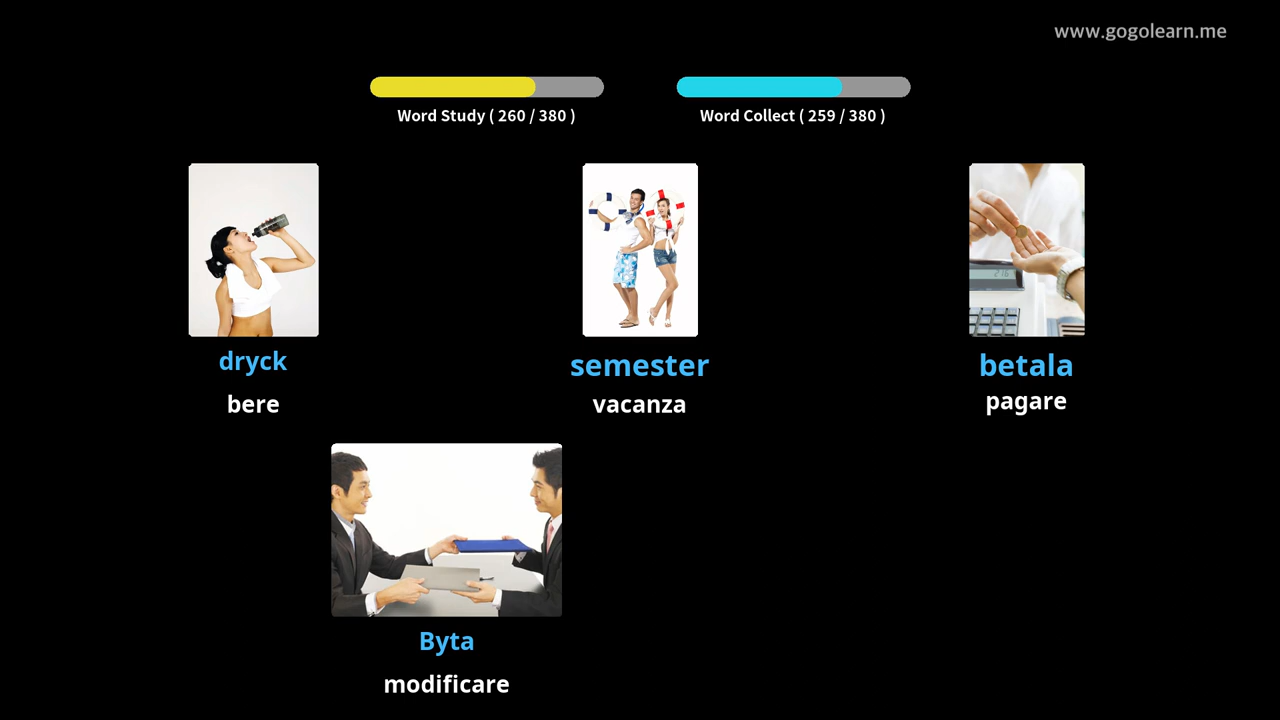 www.gogolearn.me
Word Study ( 260 / 380 )
Word Collect ( 259 / 380 )
dryck
semester
betala
bere
vacanza
pagare
Byta
modificare